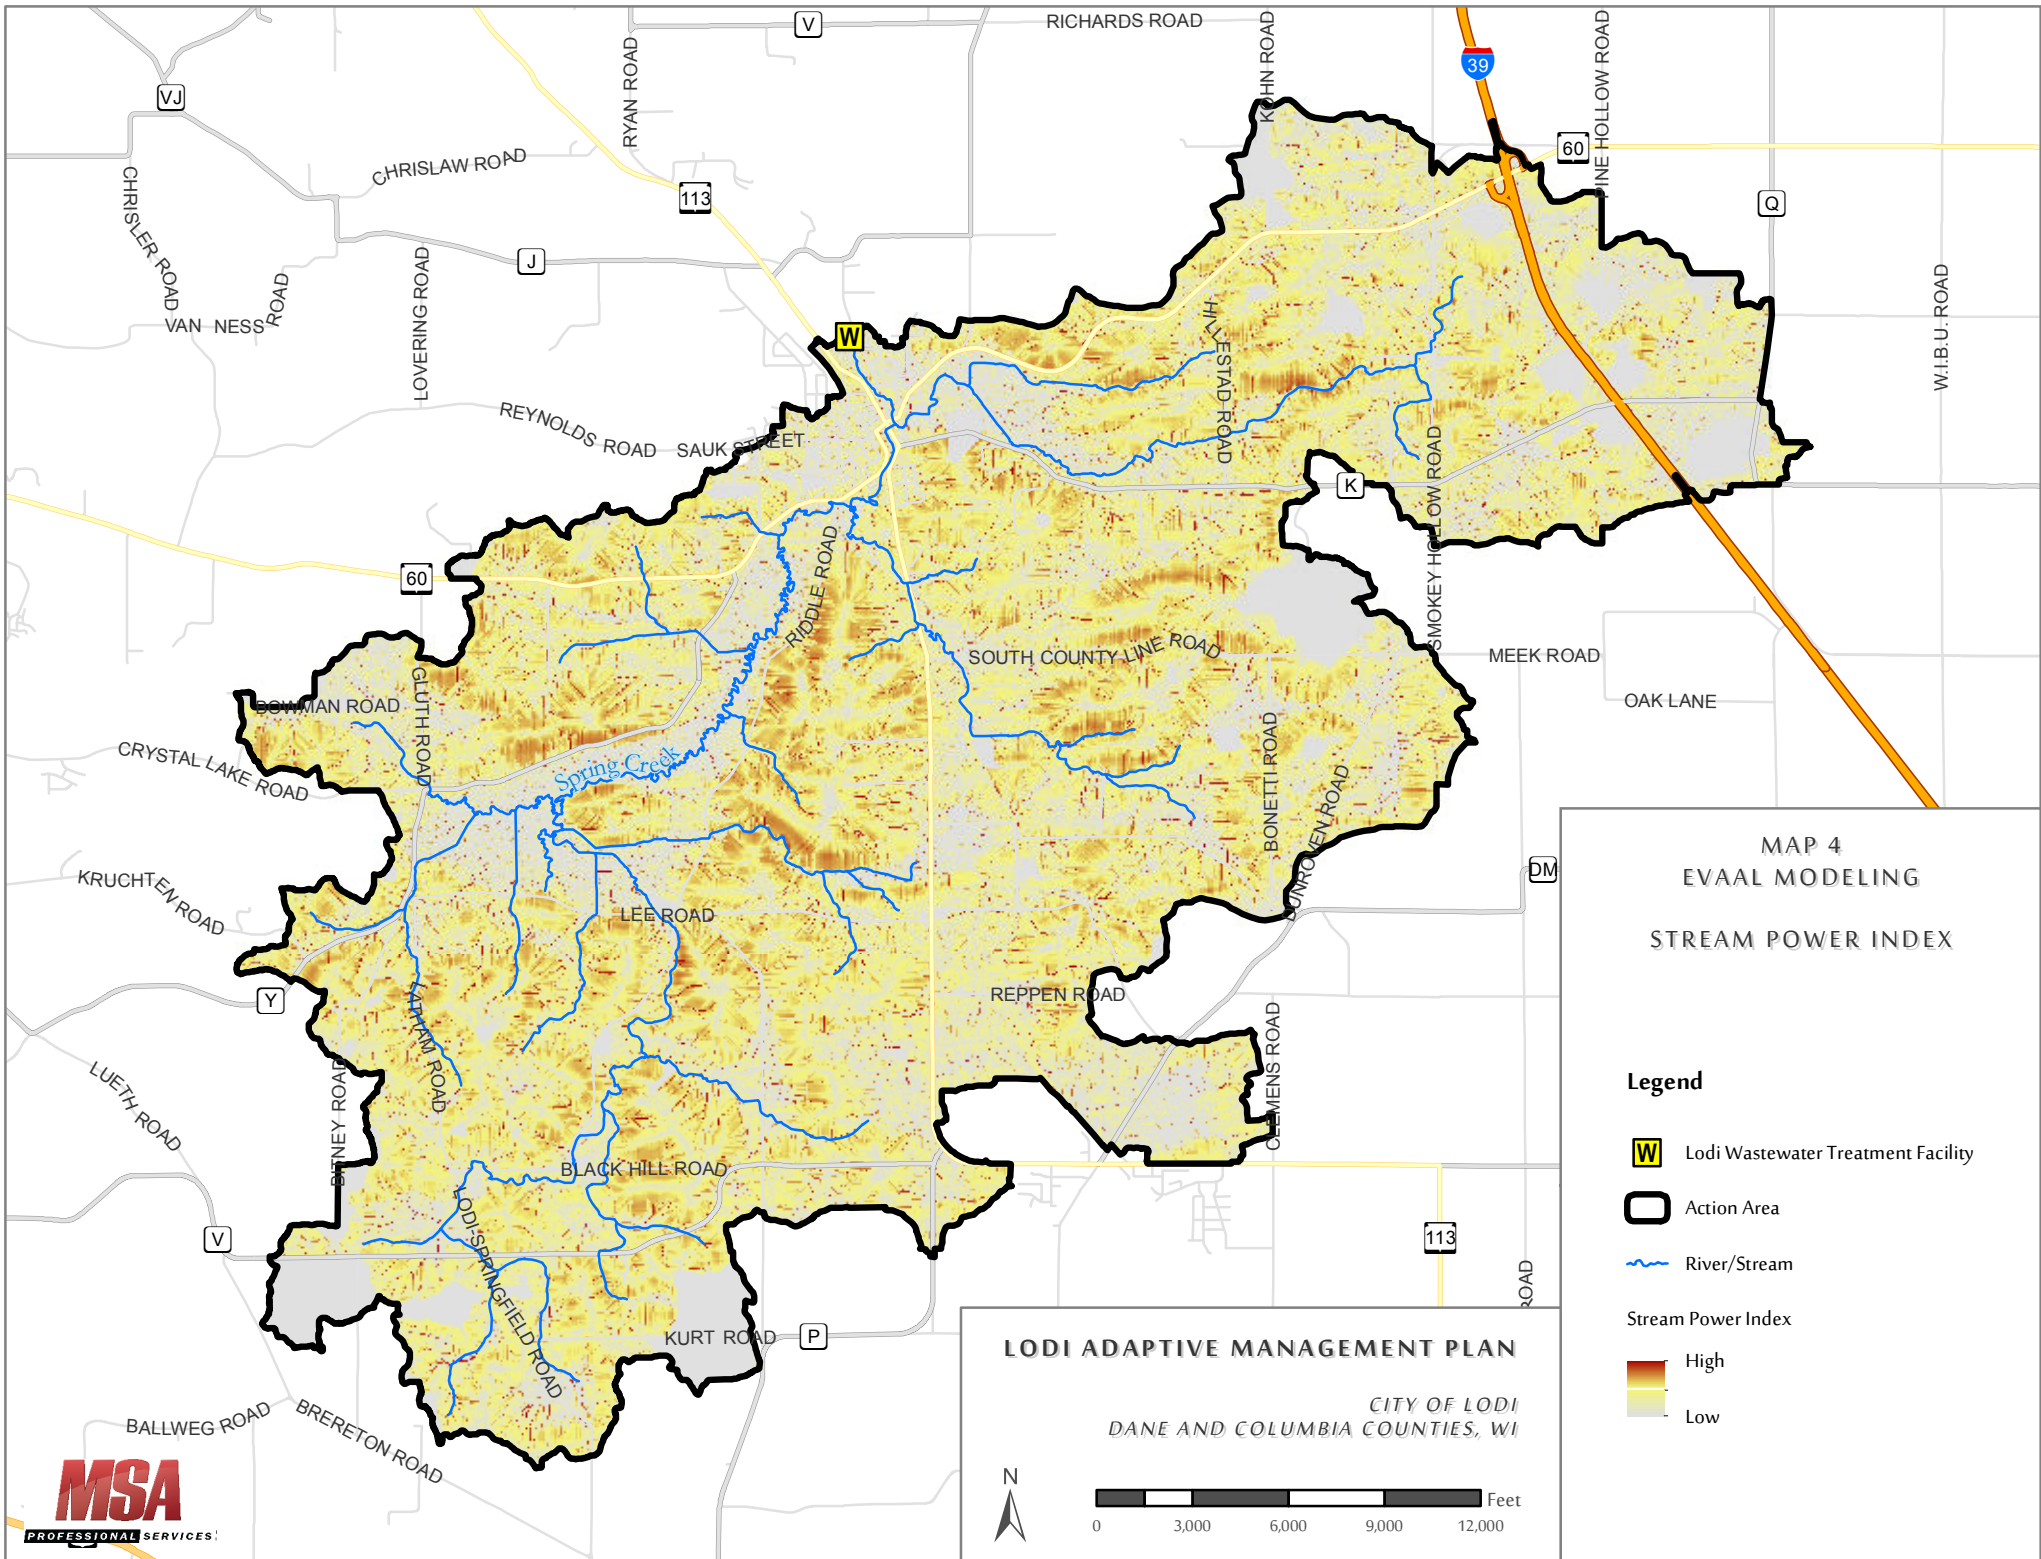 V
RICHARDS ROAD
KOHN ROAD
39
PINE HOLLOW ROAD
RYAN ROAD
VJ
60
CHRISLAW ROAD
113
CHRISLER ROAD
Q
J
VAN NESS ROAD
LOVERING ROAD
W.I.B.U. ROAD
HILLESTAD ROAD
W
REYNOLDS ROAD
SAUK STREET
K
SMOKEY HOLLOW ROAD
60
RIDDLE ROAD
SOUTH COUNTY LINE ROAD
MEEK ROAD
OAK LANE
GLUTH ROAD
BOWMAN ROAD
CRYSTAL LAKE ROAD
Spring Creek
BONETTI ROAD
DUNROVEN ROAD
KRUCHTEN ROAD
DM
LEE ROAD
Y
REPPEN ROAD
LATHAM ROAD
CLEMENS ROAD
LUETH ROAD
BITNEY ROAD
BLACK HILL ROAD
LODI-SPRINGFIELD ROAD
V
113
ROAD
KURT ROAD
P
BALLWEG ROAD
BRERETON ROAD
MAP 4
EVAAL MODELING
STREAM POWER INDEX
Legend
W Lodi Wastewater Treatment Facility
Action Area
River/Stream
Stream Power Index
High
Low
LODI ADAPTIVE MANAGEMENT PLAN
CITY OF LODI
DANE AND COLUMBIA COUNTIES, WI
N
Feet
0 3,000 6,000 9,000 12,000
MSA
PROFESSIONAL SERVICES